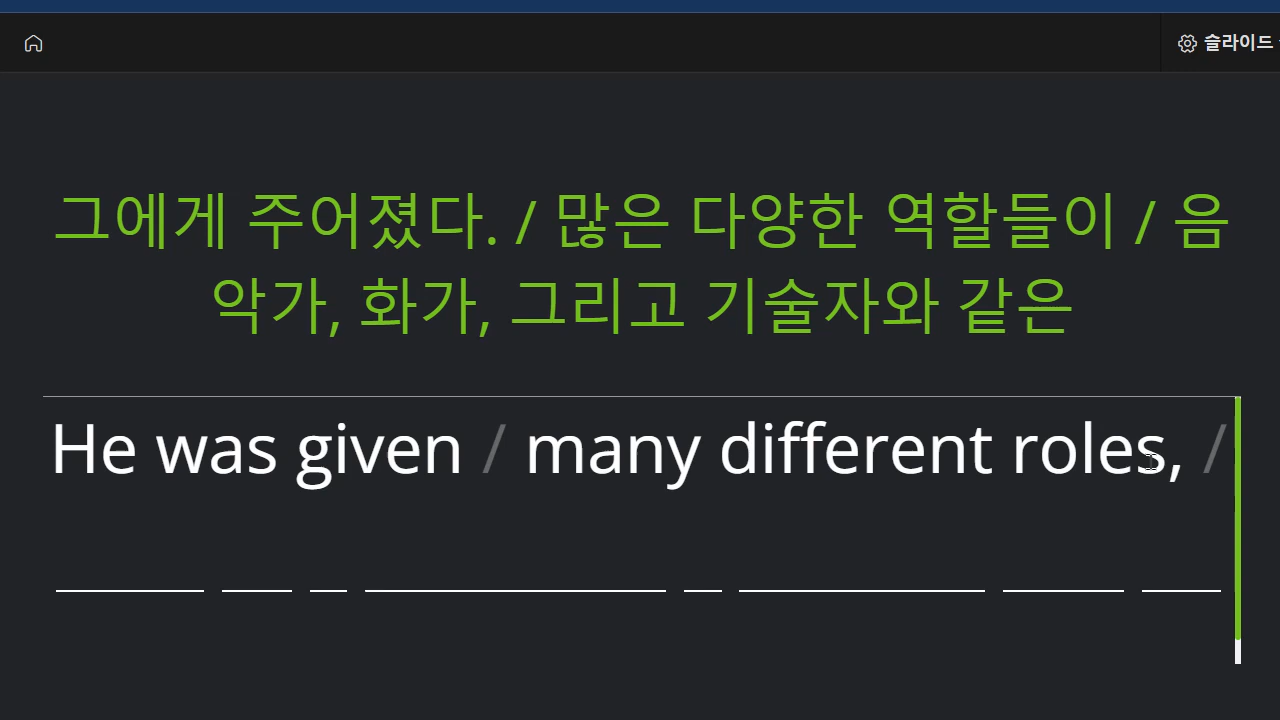 슬라이드
그에게 주어졌다. / 많은 다양한 역할들이 / 음
악가, 화가, 그리고 기술자와 같은
He was given / many different roles, /